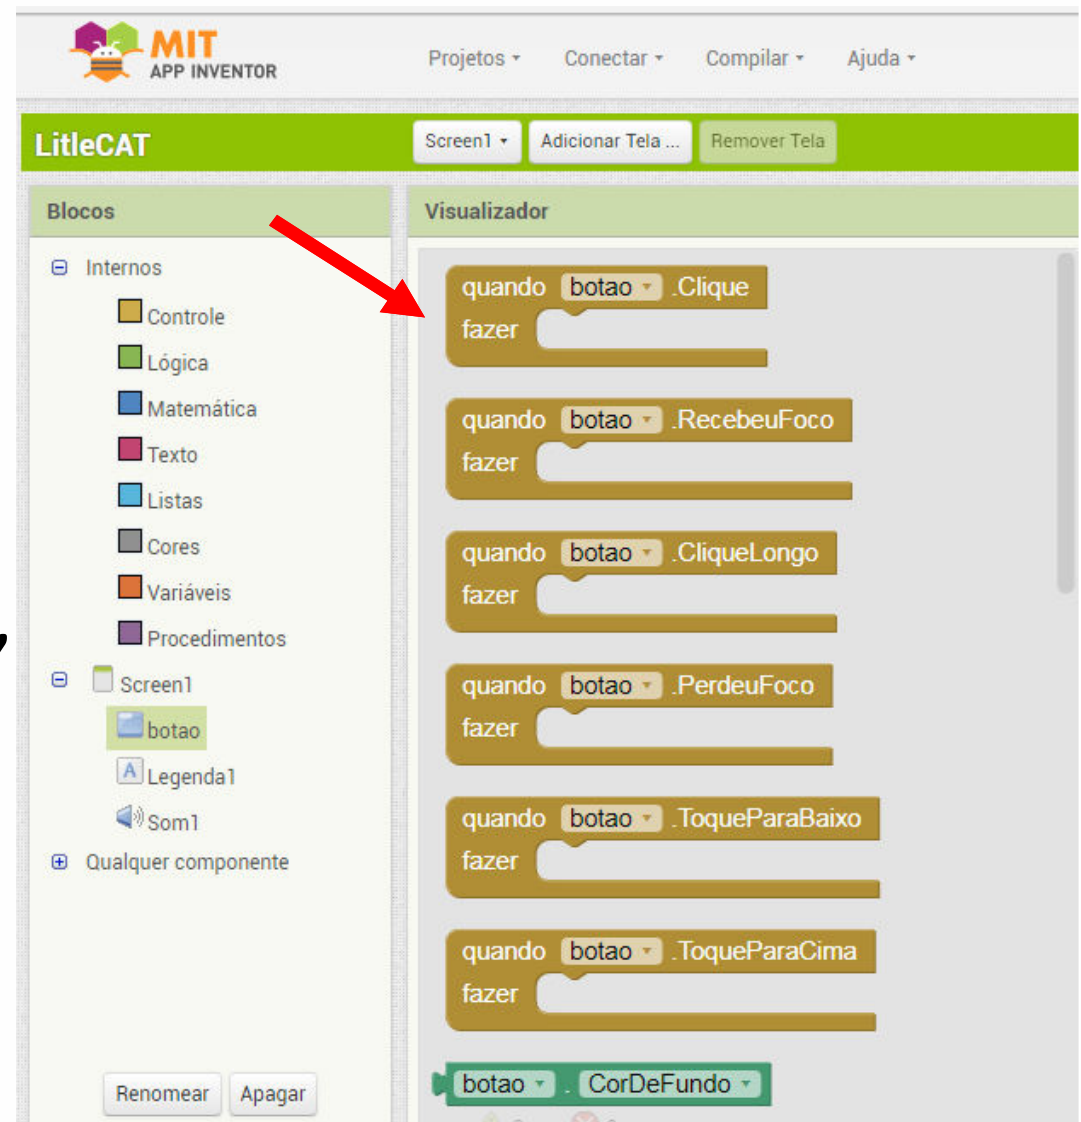 MIT
APP INVENTOR
Projetos Conectar Compilar Ajuda
LitleCAT
Screen1 Adicionar Tela ... Remover Tela
Blocos
Visualizador
Internos
Controle
Lógica
Matemática
Texto
Listas
Cores
Variáveis
Procedimentos
Screen1
botao
A Legenda1
Som1
Qualquer componente
Renomear Apagar
quando botao .Clique
fazer
quando botao .RecebeuFoco
fazer
quando botao .CliqueLongo
fazer
quando botao .PerdeuFoco
fazer
quando botao .ToqueParaBaixo
fazer
quando botao .ToqueParaCima
fazer
botao . CorDeFundo